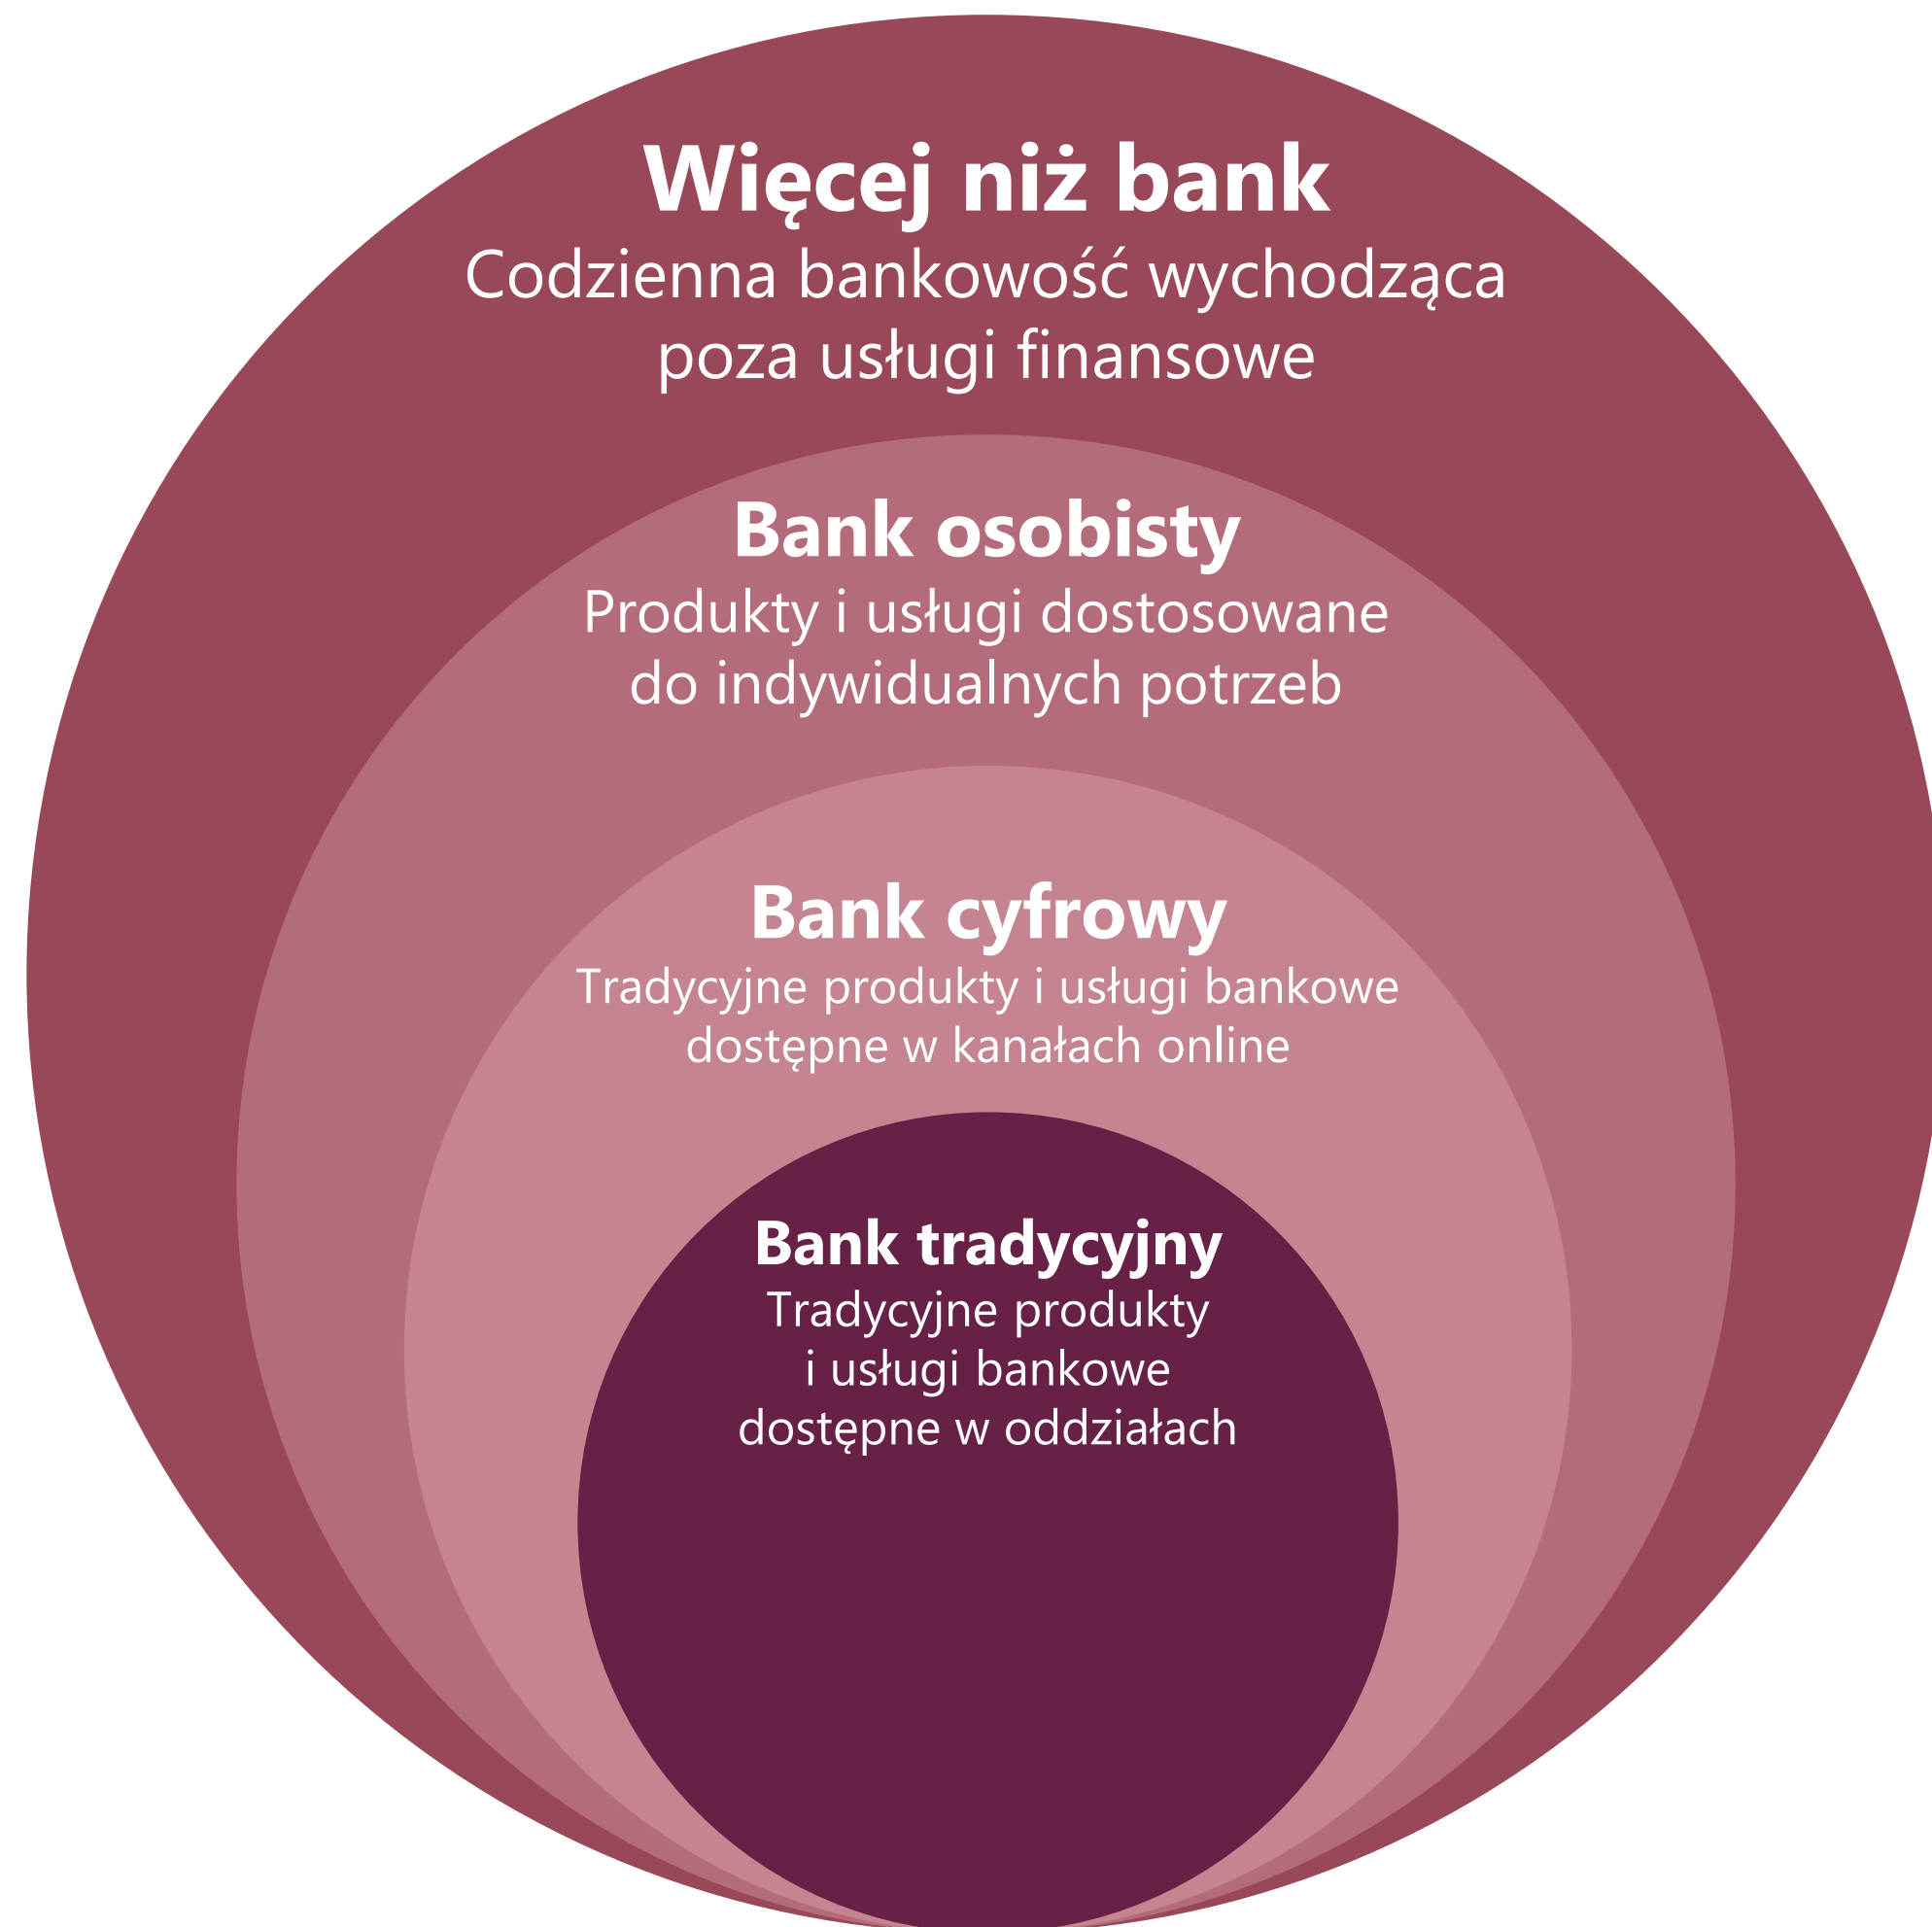 Więcej niż bank
Codzienna bankowość wychodząca
poza usługi finansowe
Bank osobisty
Produkty i usługi dostosowane
do indywidualnych potrzeb
Bank cyfrowy
Tradycyjne produkty i usługi bankowe
dostępne w kanałach online
Bank tradycyjny
Tradycyjne produkty
i usługi bankowe
dostępne w oddziałach